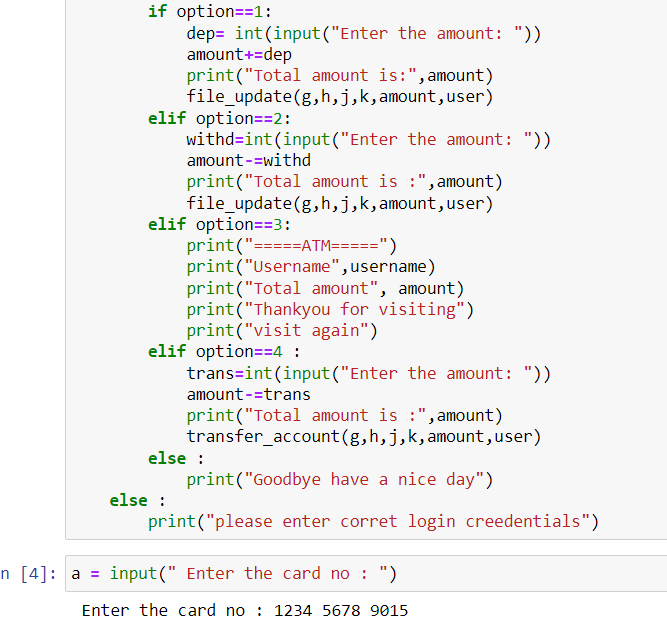 if option==1:
dep= int(input("Enter the amount: "))
amount+=dep
print("Total amount is:",amount)
file_update(g,h,j,k,amount,user)
elif option==2:
withd=int(input("Enter the amount: "))
amount-=withd
print("Total amount is :",amount)
file_update(g,h,j,k,amount,user)
elif option==3:
print("=====ATM=====")
print("Username",username)
print("Total amount", amount)
print("Thankyou for visiting")
print("visit again")
elif option==4 :
trans=int(input("Enter the amount: "))
amount-=trans
print("Total amount is :",amount)
transfer_account(g,h,j,k,amount,user)
else :
print("Goodbye have a nice day")
else :
print("please enter corret login creedentials")
n [4]: a = input(" Enter the card no : ")
Enter the card no : 1234 5678 9015